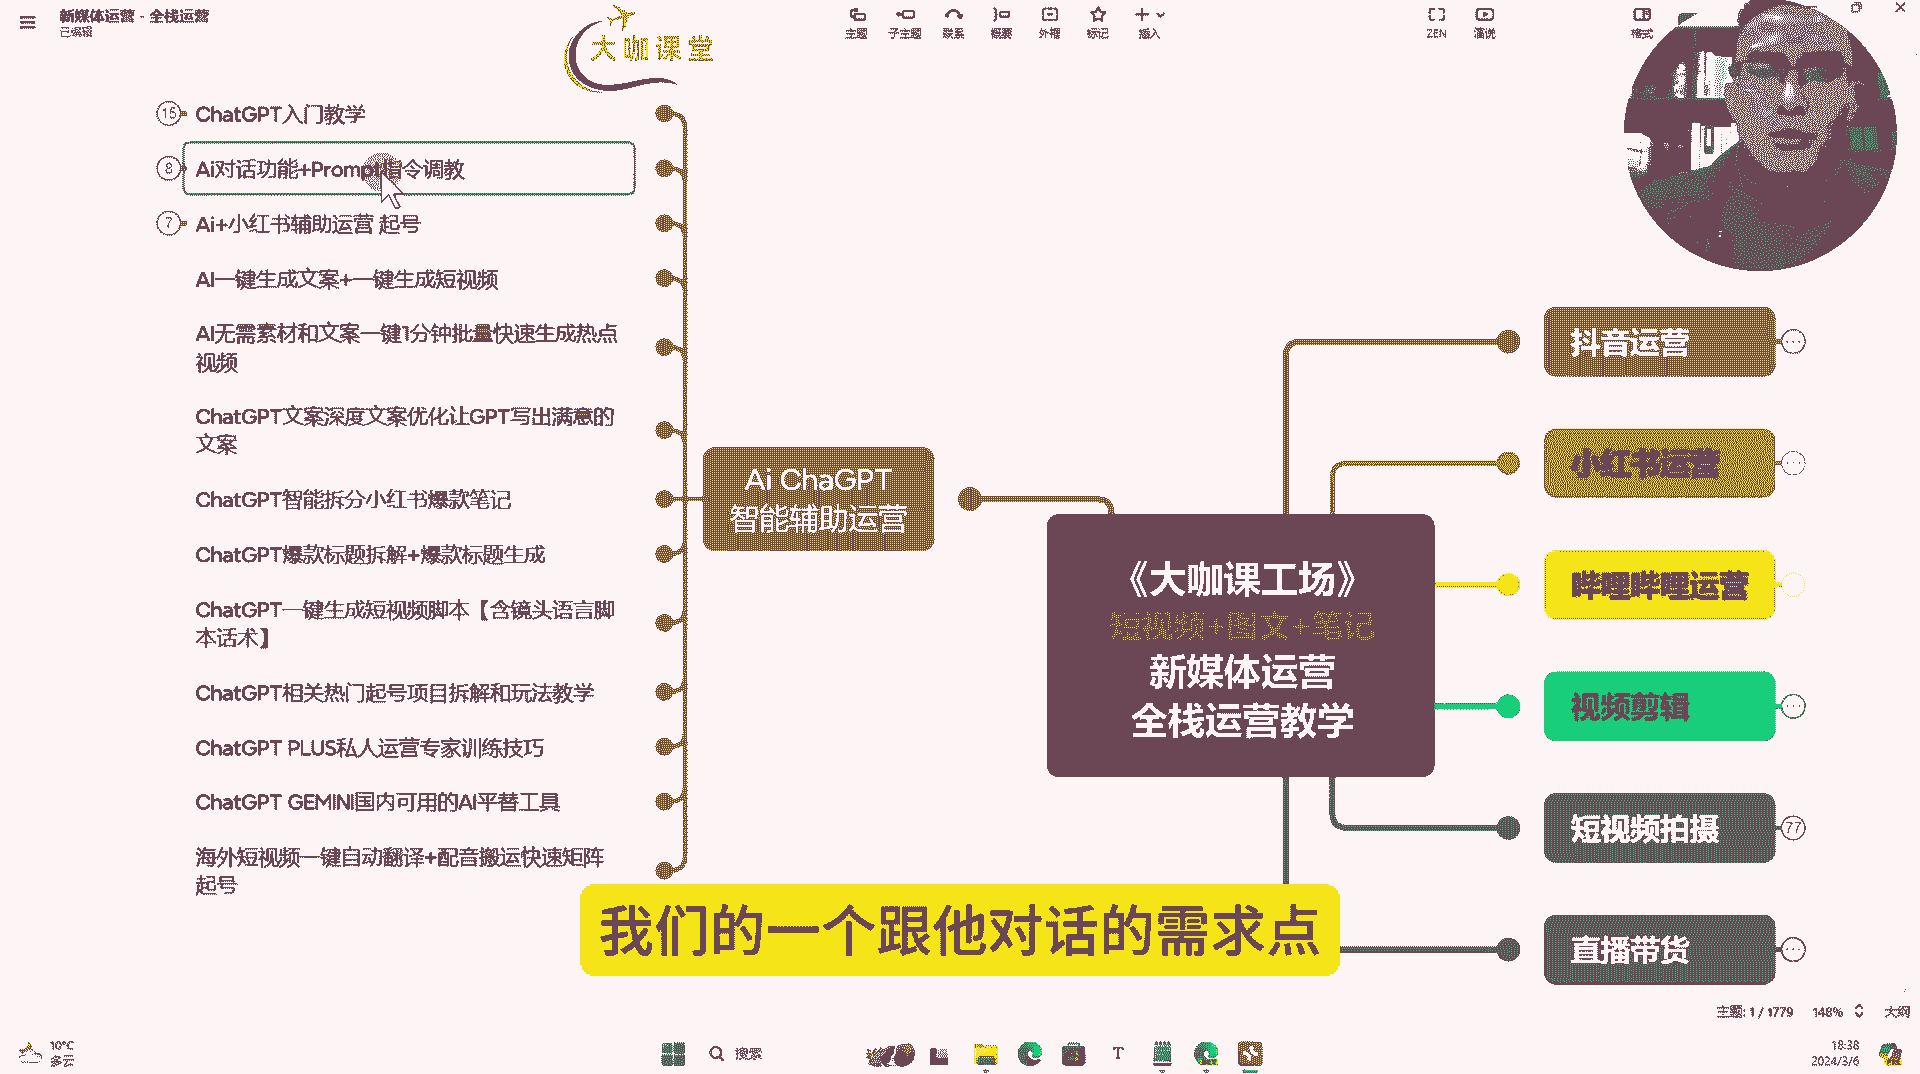 新媒体运营 - 全栈运营
已编辑
大咖课堂
主题
子主题
联系
概要
外框
标记
插入
ZEN
演说
格式
15
ChatGPT入门教学
8
Ai对话功能+Prompt指令调教
7
Ai+小红书辅助运营 起号
AI一键生成文案+一键生成短视频
AI无需素材和文案一键1分钟批量快速生成热点
视频
ChatGPT文案深度文案优化让GPT写出满意的
文案
ChatGPT智能拆分小红书爆款笔记
ChatGPT爆款标题拆解+爆款标题生成
ChatGPT一键生成短视频脚本【含镜头语言脚
本话术】
ChatGPT相关热门起号项目拆解和玩法教学
ChatGPT PLUS私人运营专家训练技巧
ChatGPT GEMINI国内可用的AI平替工具
海外短视频一键自动翻译+配音搬运快速矩阵
起号
Ai ChaGPT
智能辅助运营
《大咖课工场》
短视频+图文+笔记
新媒体运营
全栈运营教学
抖音运营
小红书运营
哔哩哔哩运营
视频剪辑
短视频拍摄
77
直播带货
我们的一个跟他对话的需求点
主题: 1 / 1779
148%
大纲
10°C
多云
搜索
18:38
2024/3/6